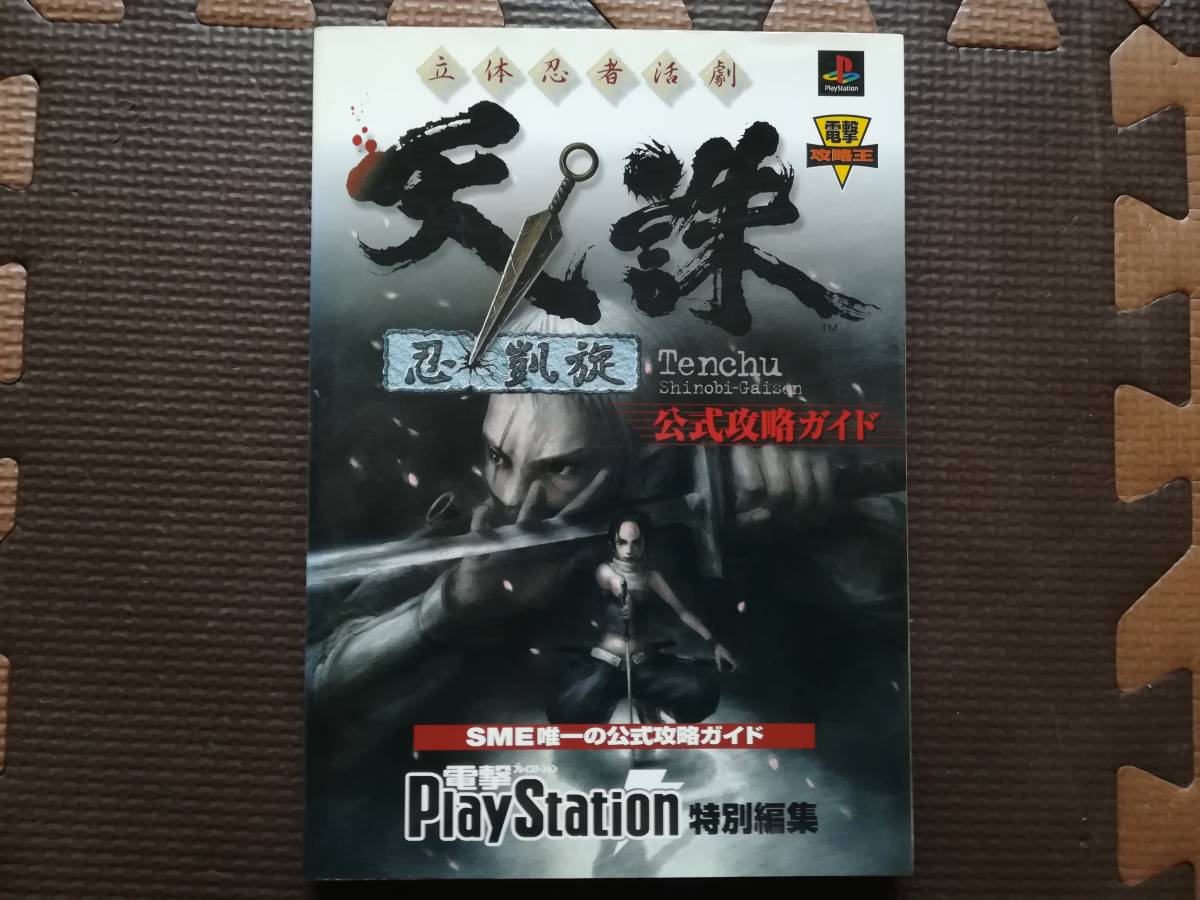 立体忍者活劇
PlayStation
電撃
攻略王
天誅
TM
忍凱旋
Tenchu
Shinobi-Gaisen
公式攻略ガイド
SME唯一の公式攻略ガイド
電撃プレイステーション
PlayStation 特別編集